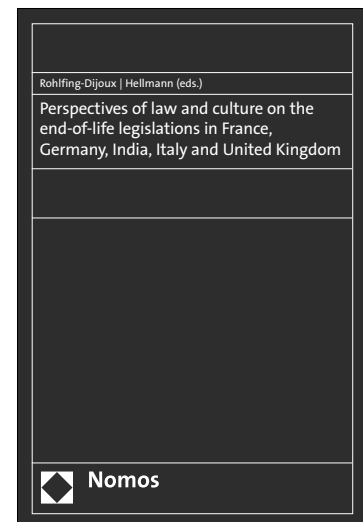 Rohlfing-Dijoux | Hellmann (eds.)
Perspectives of law and culture on the
end-of-life legislations in France,
Germany, India, Italy and United Kingdom
Nomos